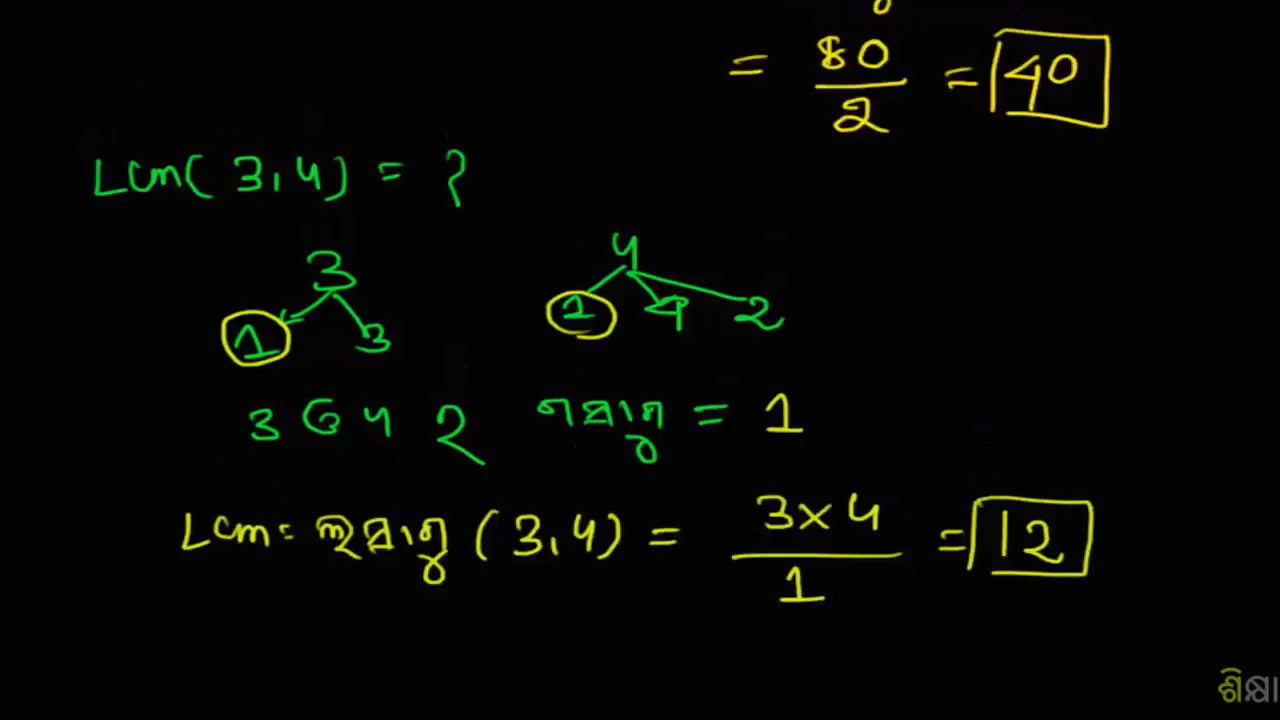 = 80/2 = 40
Lcm( 3,4) = ?
3 4
1 3 1 4 2
3 ଓ 4 ର ଗସାଗୁ = 1
Lcm= ଲସାଗୁ (3,4) = 3×4/1 = 12
ଶିକ୍ଷା